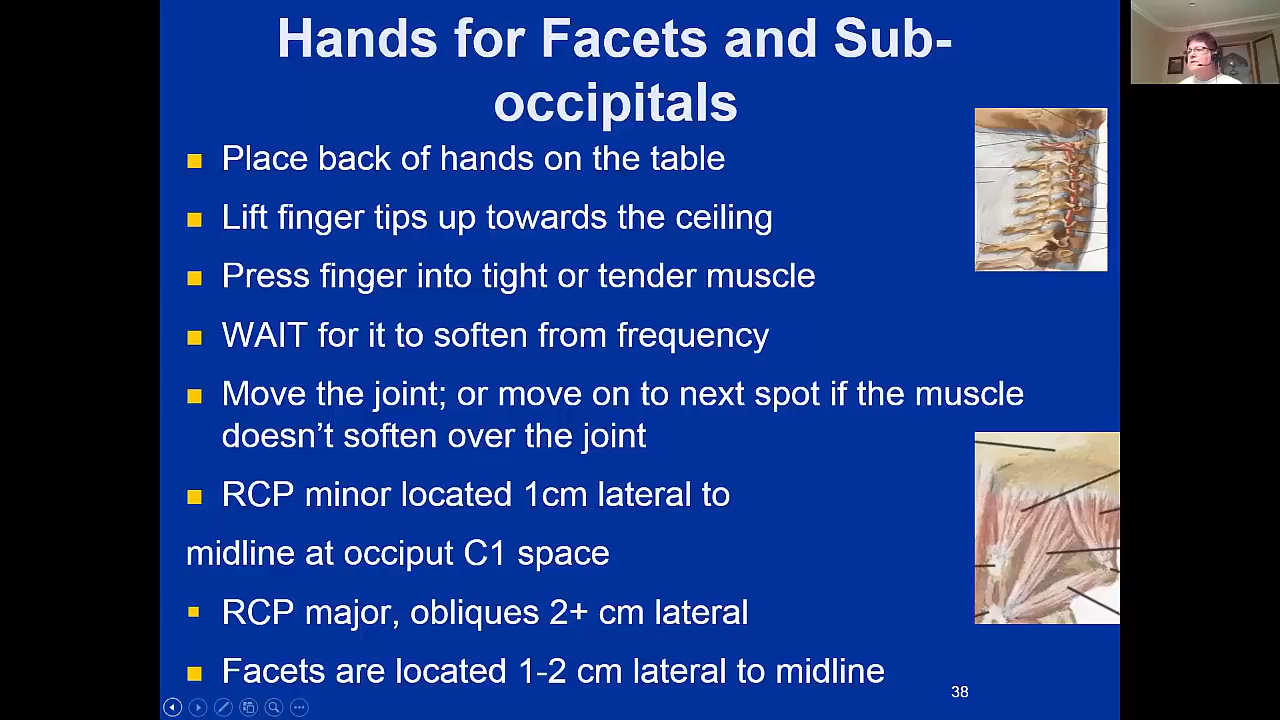 Hands for Facets and Sub-
occipitals
Place back of hands on the table
Lift finger tips up towards the ceiling
Press finger into tight or tender muscle
WAIT for it to soften from frequency
Move the joint; or move on to next spot if the muscle
doesn’t soften over the joint
RCP minor located 1cm lateral to
midline at occiput C1 space
RCP major, obliques 2+ cm lateral
Facets are located 1-2 cm lateral to midline
38